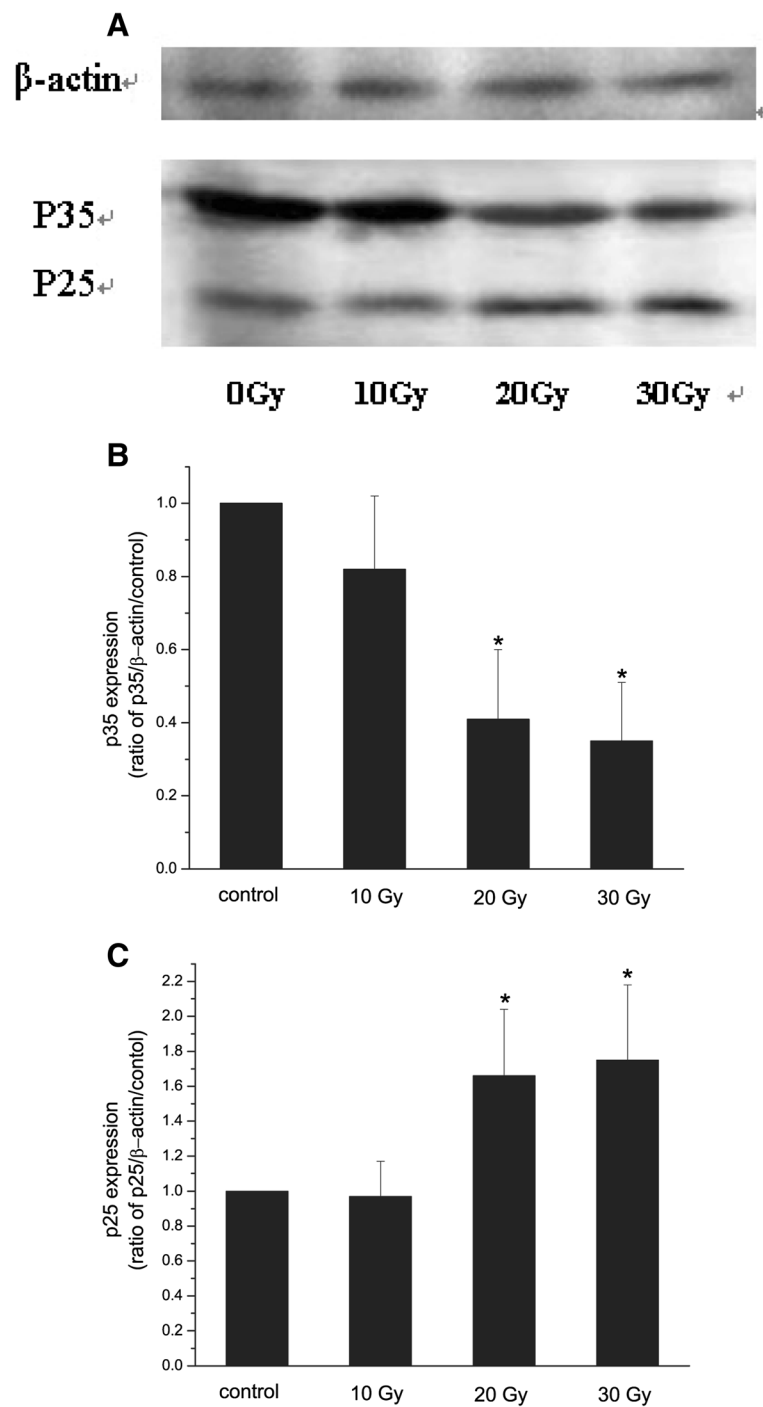 A
β-actin↵
↵
P35↵
P25↵
0Gy 10Gy 20Gy 30Gy ↵
B
p35 expression
(ratio of p35/β−actin/control)
1.0
0.8
0.6
0.4
0.2
0.0
*
*
control 10 Gy 20 Gy 30 Gy
C
p25 expression
(ratio of p25/β−actin/contol)
2.2
2.0
1.8
1.6
1.4
1.2
1.0
0.8
0.6
0.4
0.2
0.0
*
*
control 10 Gy 20 Gy 30 Gy